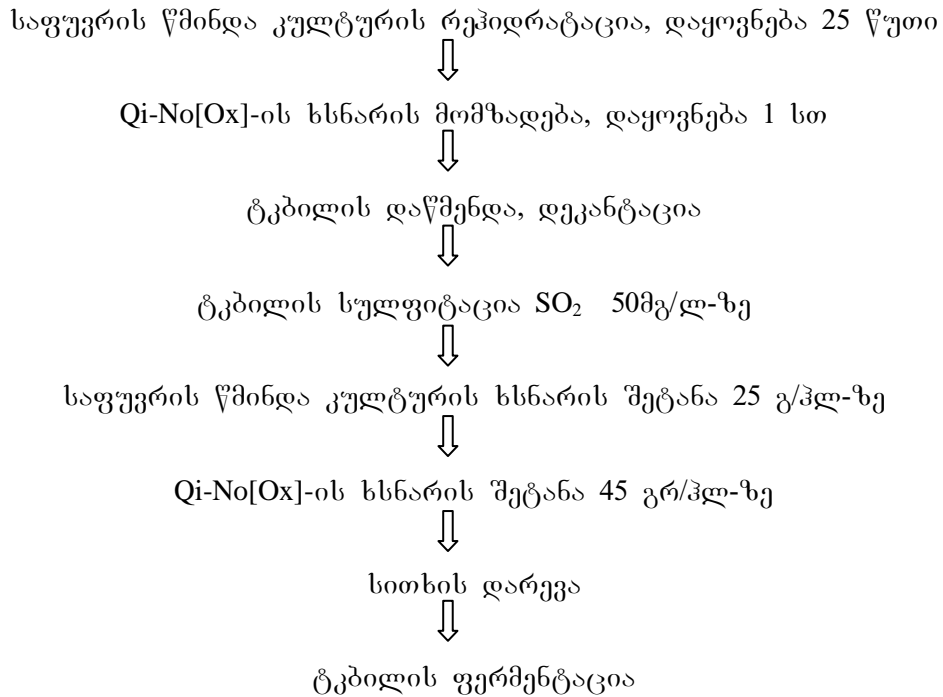 საფუვრის წმინდა კულტურის რეჰიდრატაცია, დაყოვნება 25 წუთი
Qi-No[Ox]-ის ხსნარის მომზადება, დაყოვნება 1 სთ
ტკბილის დაწმენდა, დეკანტაცია
ტკბილის სულფიტაცია SO₂ 50მგ/ლ-ზე
საფუვრის წმინდა კულტურის ხსნარის შეტანა 25 გ/ჰლ-ზე
Qi-No[Ox]-ის ხსნარის შეტანა 45 გრ/ჰლ-ზე
სითხის დარევა
ტკბილის ფერმენტაცია